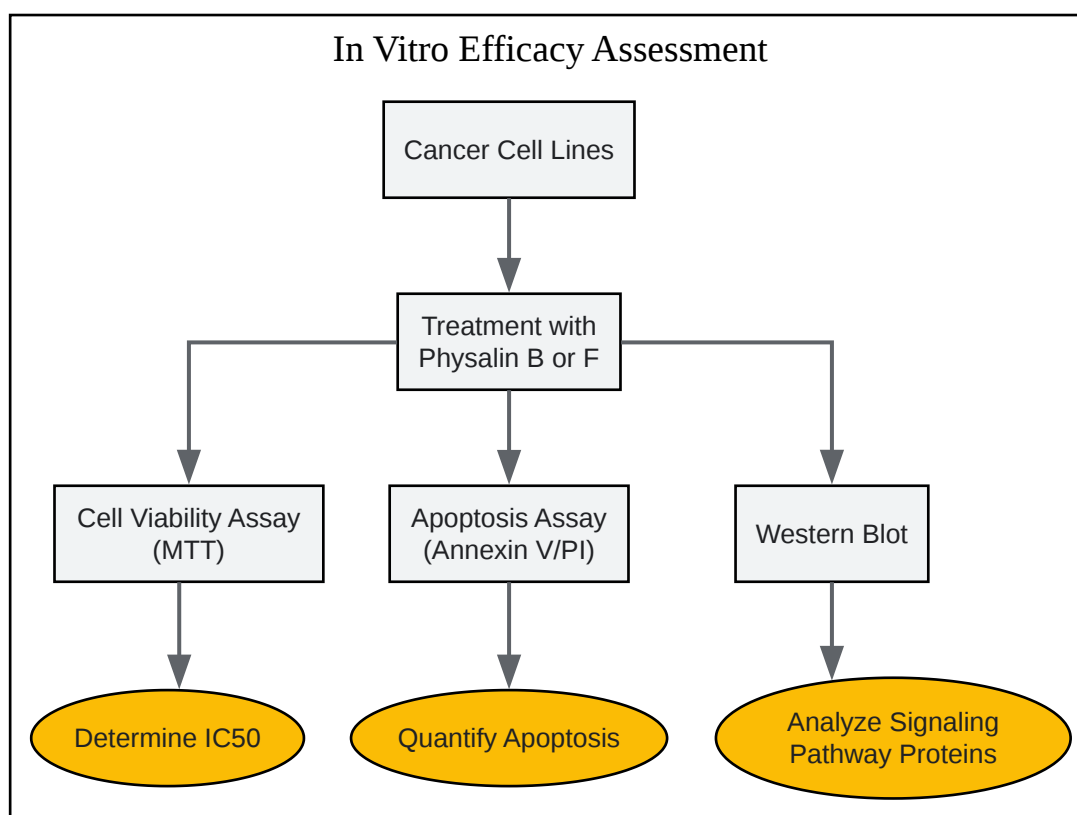 In Vitro Efficacy Assessment
Cancer Cell Lines
Treatment with
Physalin B or F
Cell Viability Assay
(MTT)
Apoptosis Assay
(Annexin V/PI)
Western Blot
Determine IC50
Quantify Apoptosis
Analyze Signaling
Pathway Proteins